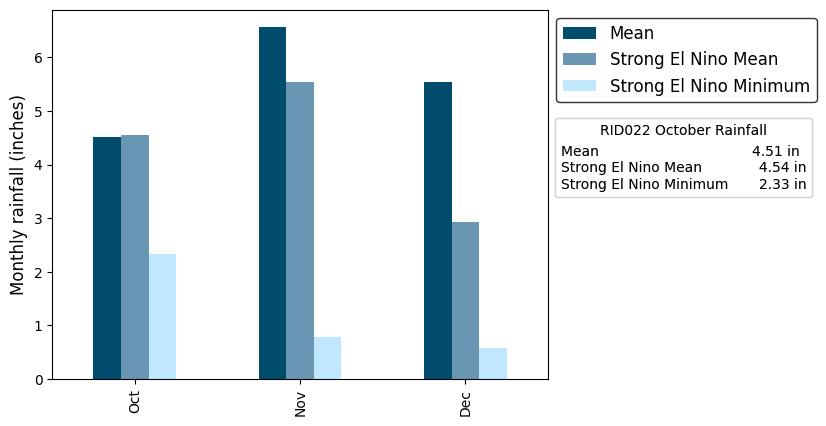 Monthly rainfall (inches)
6
5
4
3
2
1
0
Oct
Nov
Dec
Mean
Strong El Nino Mean
Strong El Nino Minimum
RID022 October Rainfall
Mean 4.51 in
Strong El Nino Mean 4.54 in
Strong El Nino Minimum 2.33 in